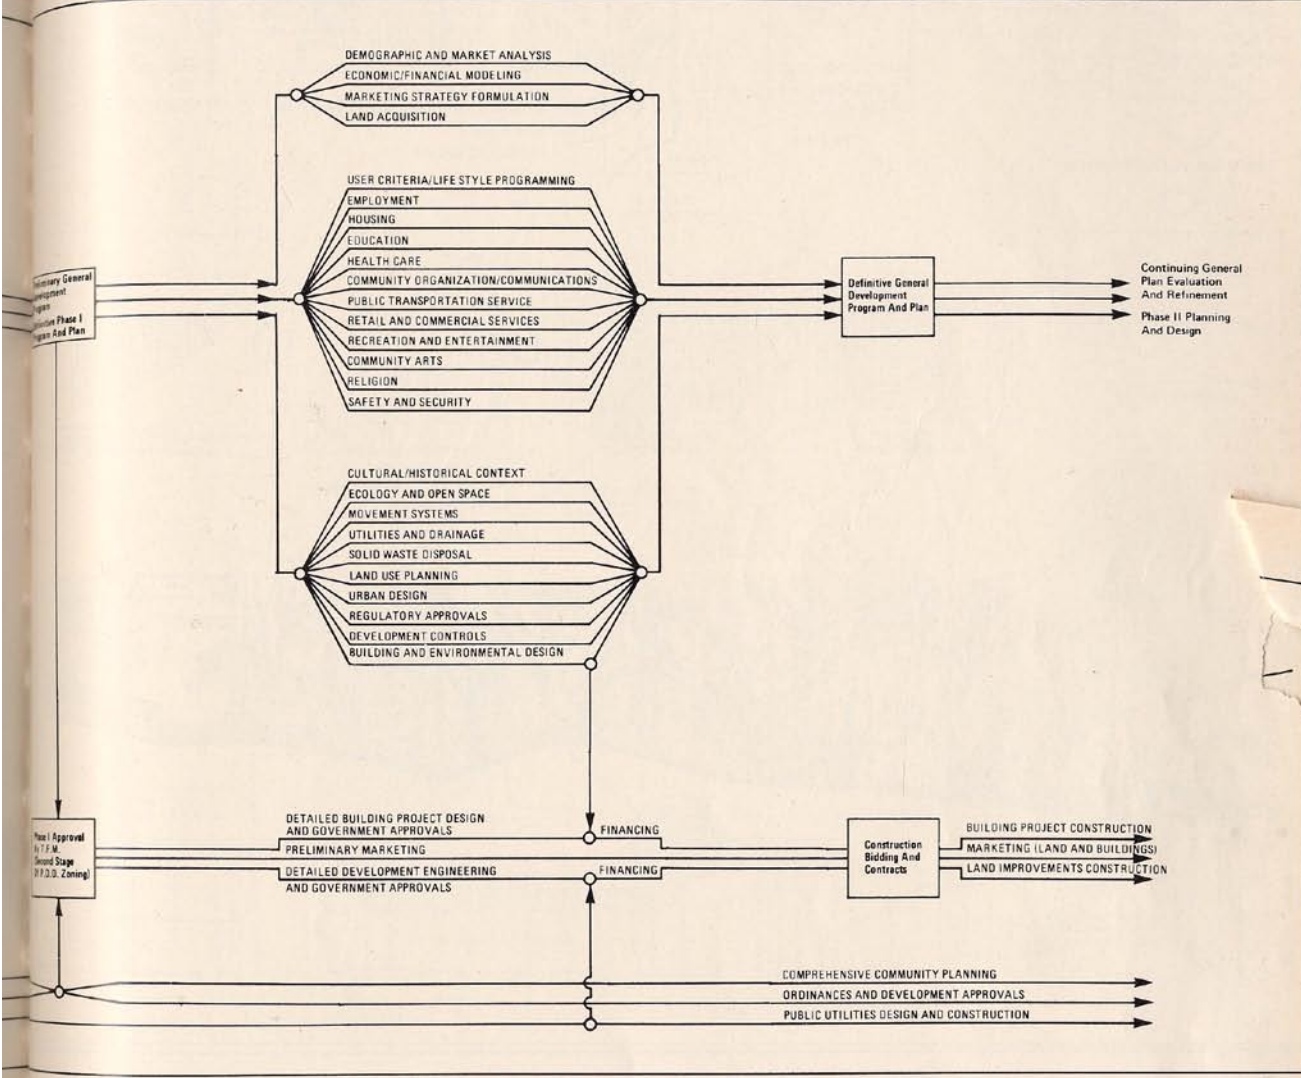 DEMOGRAPHIC AND MARKET ANALYSIS
ECONOMIC/FINANCIAL MODELING
MARKETING STRATEGY FORMULATION
LAND ACQUISITION
USER CRITERIA/LIFE STYLE PROGRAMMING
EMPLOYMENT
HOUSING
EDUCATION
HEALTH CARE
COMMUNITY ORGANIZATION/COMMUNICATIONS
PUBLIC TRANSPORTATION SERVICE
RETAIL AND COMMERCIAL SERVICES
RECREATION AND ENTERTAINMENT
COMMUNITY ARTS
RELIGION
SAFETY AND SECURITY
General
Phase I
Program And Plan
Definitive General
Development
Program And Plan
Continuing General
Plan Evaluation
And Refinement
Phase II Planning
And Design
CULTURAL/HISTORICAL CONTEXT
ECOLOGY AND OPEN SPACE
MOVEMENT SYSTEMS
UTILITIES AND DRAINAGE
SOLID WASTE DISPOSAL
LAND USE PLANNING
URBAN DESIGN
REGULATORY APPROVALS
DEVELOPMENT CONTROLS
BUILDING AND ENVIRONMENTAL DESIGN
Phase I Approval
By T.F.M.
Second Stage
Of P.D.D. Zoning)
DETAILED BUILDING PROJECT DESIGN
AND GOVERNMENT APPROVALS
PRELIMINARY MARKETING
DETAILED DEVELOPMENT ENGINEERING
AND GOVERNMENT APPROVALS
FINANCING
FINANCING
Construction
Bidding And
Contracts
BUILDING PROJECT CONSTRUCTION
MARKETING (LAND AND BUILDINGS)
LAND IMPROVEMENTS CONSTRUCTION
COMPREHENSIVE COMMUNITY PLANNING
ORDINANCES AND DEVELOPMENT APPROVALS
PUBLIC UTILITIES DESIGN AND CONSTRUCTION